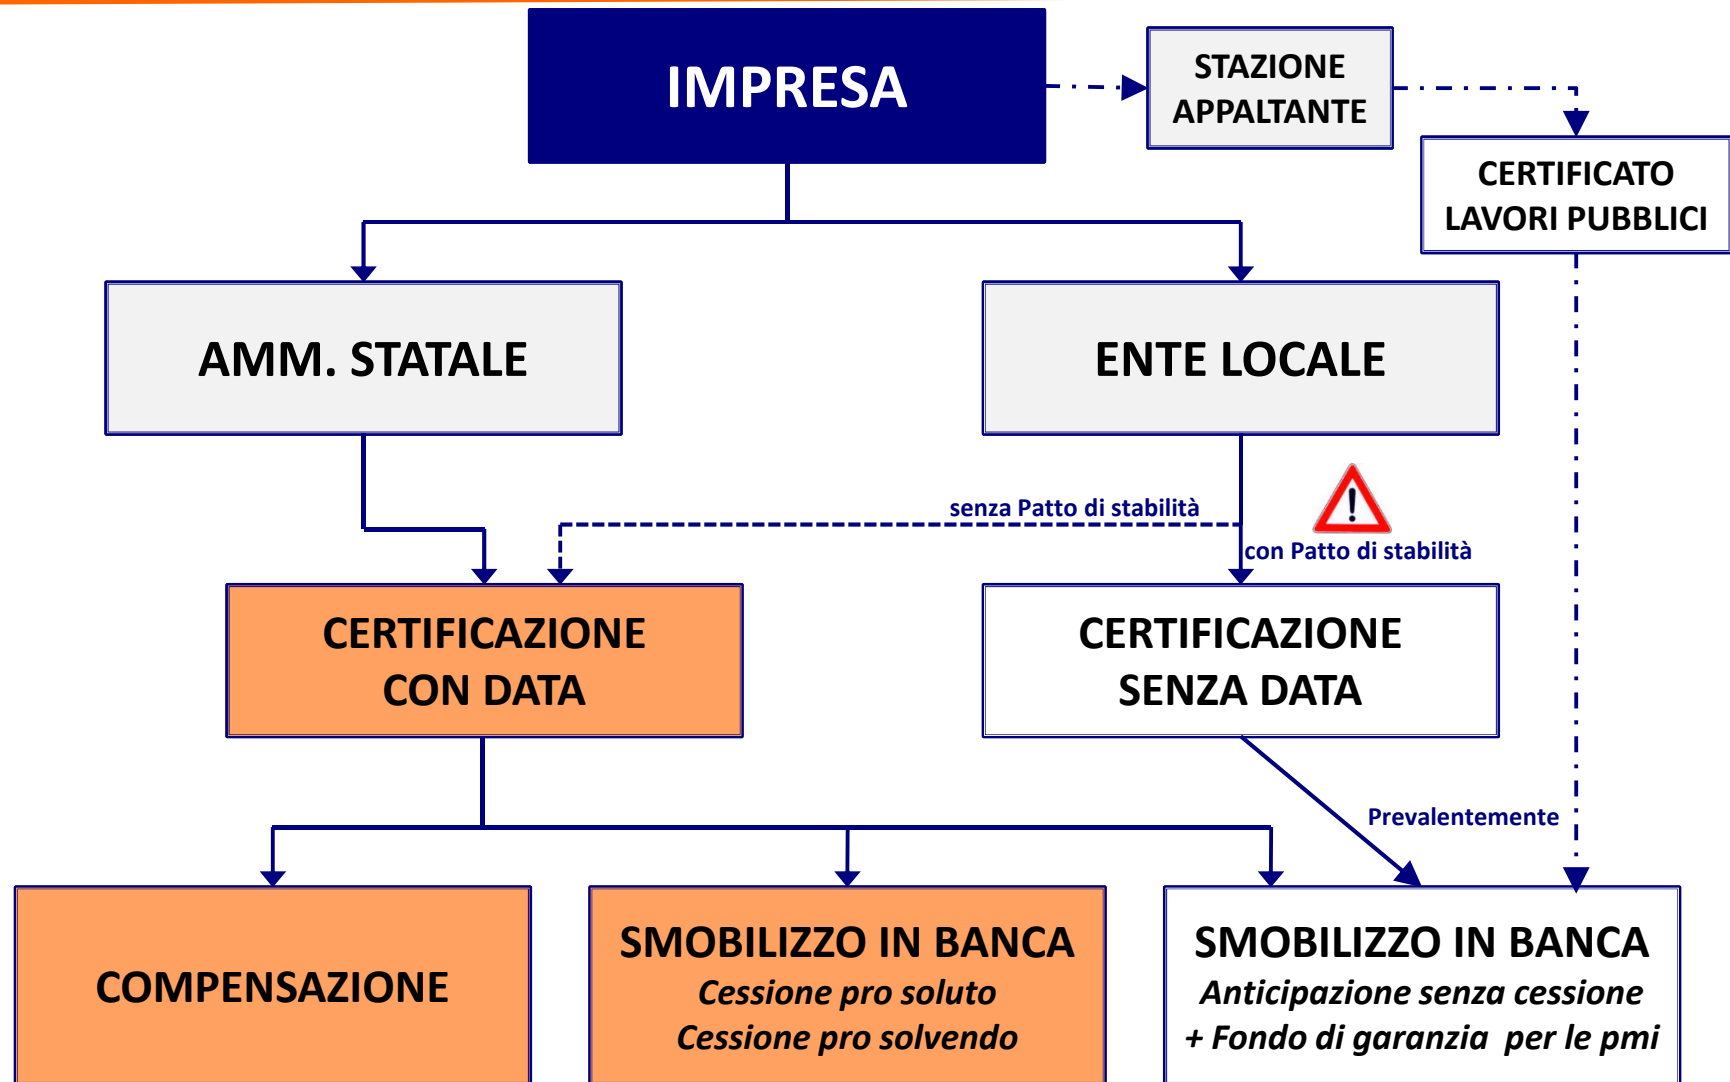 IMPRESA
STAZIONE
APPALTANTE
CERTIFICATO
LAVORI PUBBLICI
AMM. STATALE
ENTE LOCALE
senza Patto di stabilità
con Patto di stabilità
CERTIFICAZIONE
CON DATA
CERTIFICAZIONE
SENZA DATA
Prevalentemente
COMPENSAZIONE
SMOBILIZZO IN BANCA
Cessione pro soluto
Cessione pro solvendo
SMOBILIZZO IN BANCA
Anticipazione senza cessione
+ Fondo di garanzia per le pmi